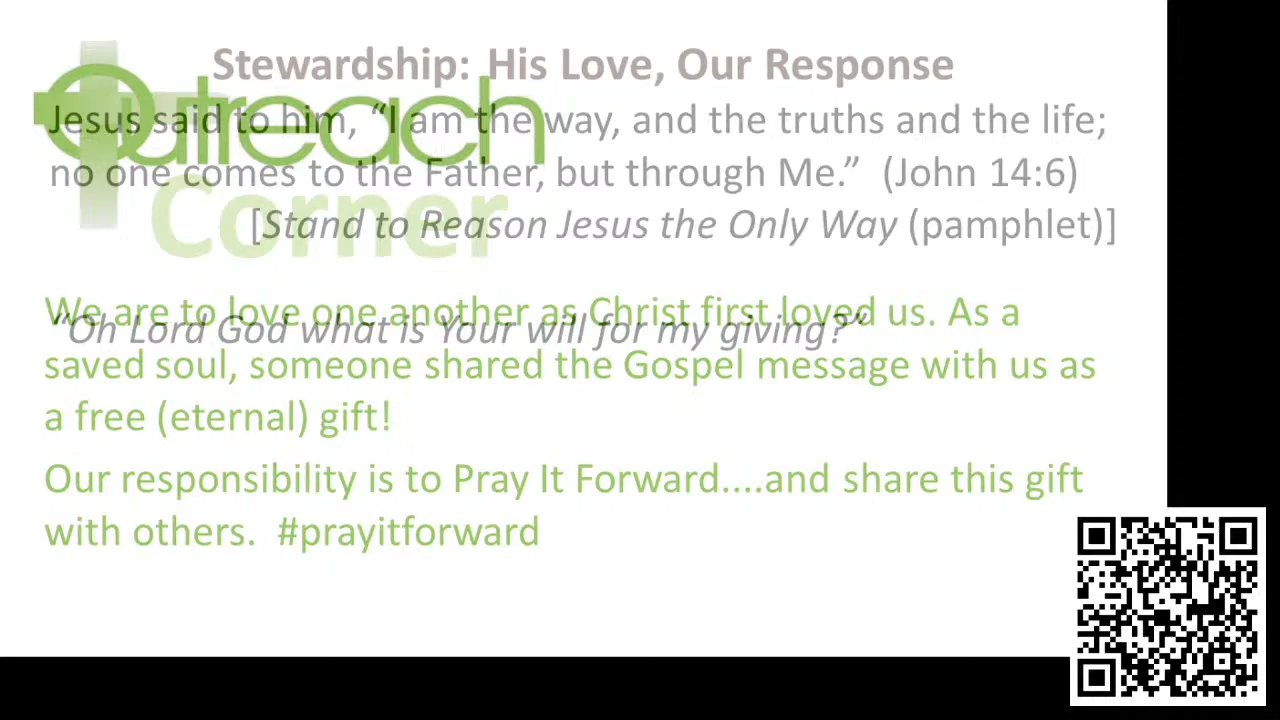 Stewardship: His Love, Our Response
Jesus said to him, “I am the way, and the truths and the life;
no one comes to the Father, but through Me.” (John 14:6)
[Stand to Reason Jesus the Only Way (pamphlet)]
“Oh Lord God what is Your will for my giving?”
Outreach
Corner
We are to love one another as Christ first loved us. As a
saved soul, someone shared the Gospel message with us as
a free (eternal) gift!
Our responsibility is to Pray It Forward....and share this gift
with others. #prayitforward